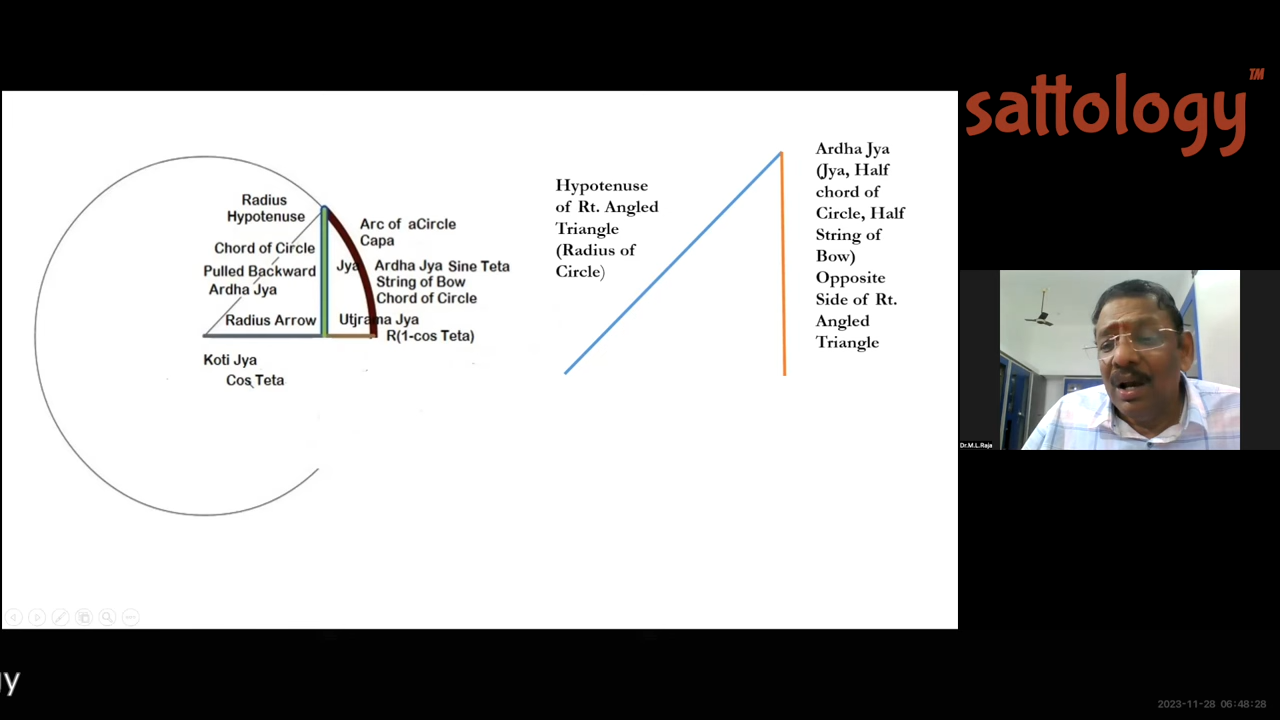 sattology
TM
Radius
Hypotenuse
Chord of Circle
Pulled Backward
Ardha Jya
Radius Arrow
Koti Jya
Cos Teta
Arc of aCircle
Capa
Jya
Ardha Jya Sine Teta
String of Bow
Chord of Circle
Utjrama Jya
R(1-cos Teta)
Hypotenuse
of Rt. Angled
Triangle
(Radius of
Circle)
Ardha Jya
(Jya, Half
chord of
Circle, Half
String of
Bow)
Opposite
Side of Rt.
Angled
Triangle
Dr.M.L.Raja
gy
2023-11-28 06:48:28